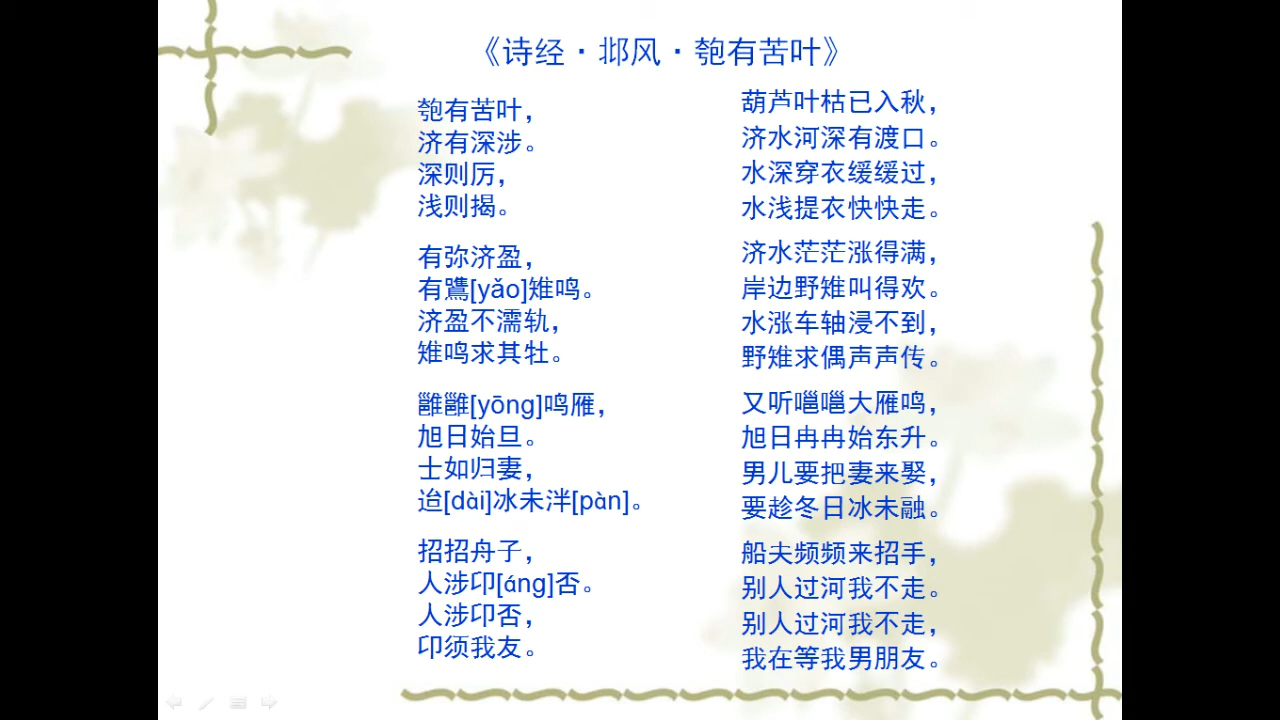 《诗经·邶风·匏有苦叶》
匏有苦叶，
济有深涉。
深则厉，
浅则揭。
有弥济盈，
有鷕[yǎo]雉鸣。
济盈不濡轨，
雉鸣求其牡。
雝雝[yōng]鸣雁，
旭日始旦。
士如归妻，
迨[dài]冰未泮[pàn]。
招招舟子，
人涉卬[áng]否。
人涉卬否，
卬须我友。
葫芦叶枯已入秋，
济水河深有渡口。
水深穿衣缓缓过，
水浅提衣快快走。
济水茫茫涨得满，
岸边野雉叫得欢。
水涨车轴浸不到，
野雉求偶声声传。
又听嗈嗈大雁鸣，
旭日冉冉始东升。
男儿要把妻来娶，
要趁冬日冰未融。
船夫频频来招手，
别人过河我不走。
别人过河我不走，
我在等我男朋友。